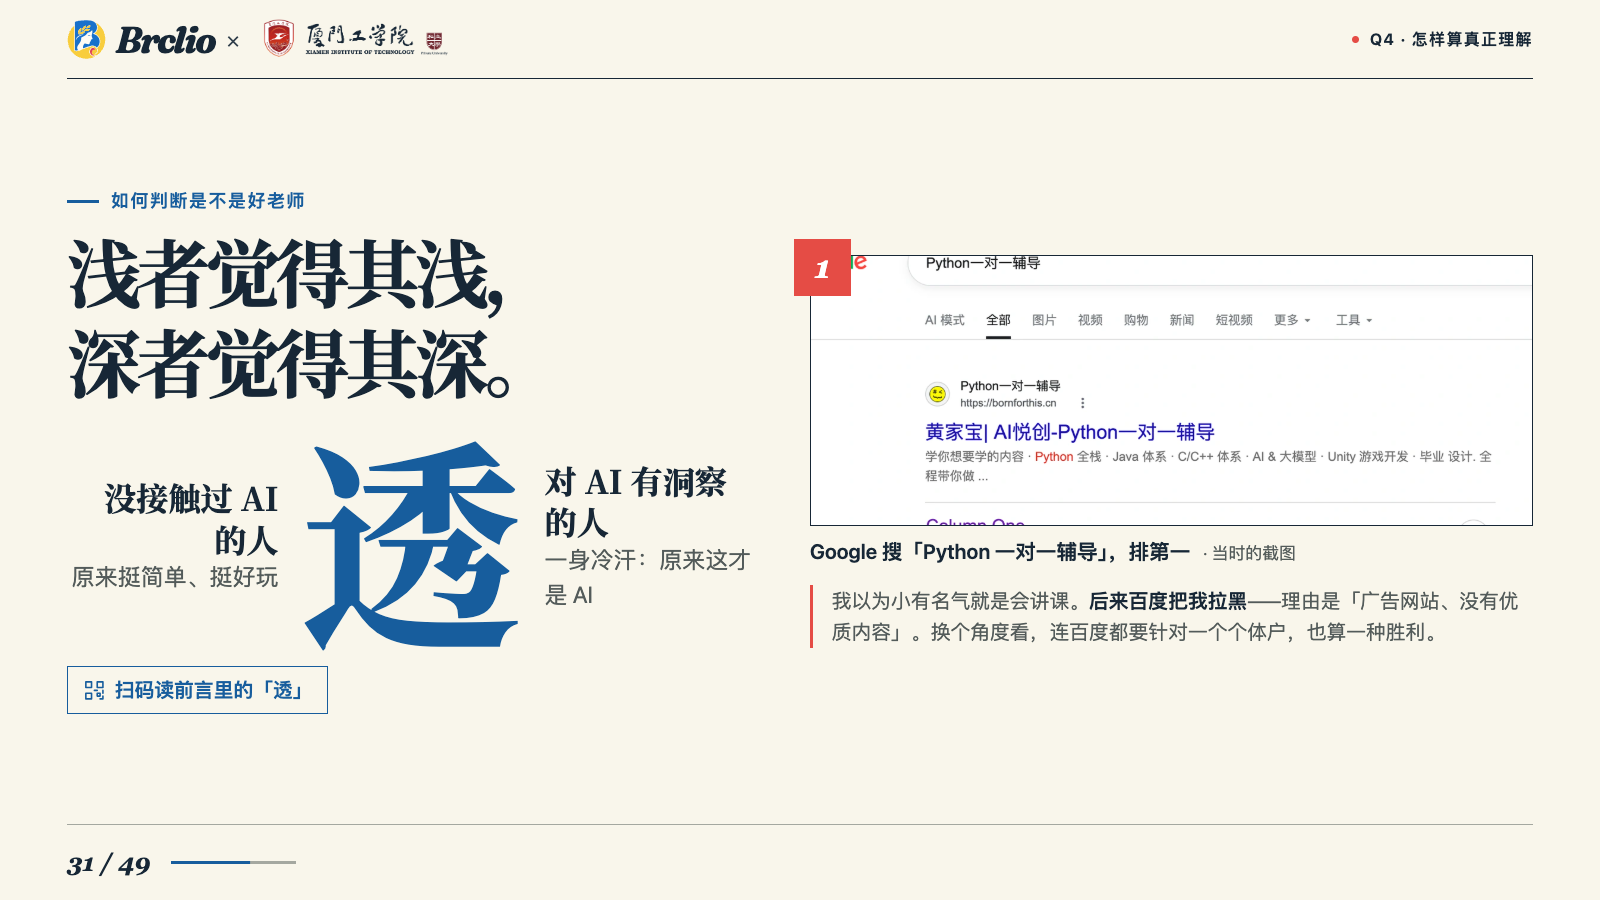 Brclio ×
厦門工学院
XIAMEN INSTITUTE OF TECHNOLOGY
Q4 · 怎样算真正理解
如何判断是不是好老师
浅者觉得其浅,
深者觉得其深。
没接触过 AI
的人
原来挺简单、挺好玩
透
对 AI 有洞察
的人
一身冷汗：原来这才
是 AI
扫码读前言里的「透」
1
le
Python一对一辅导
AI 模式 全部 图片 视频 购物 新闻 短视频 更多 工具
Python一对一辅导
https://bornforthis.cn
黄家宝| AI悦创-Python一对一辅导
学你想要学的内容 · Python 全栈 · Java 体系 · C/C++ 体系 · AI & 大模型 · Unity 游戏开发 · 毕业 设计. 全
程带你做 ...
Column One
Google 搜「Python 一对一辅导」，排第一 · 当时的截图
我以为小有名气就是会讲课。后来百度把我拉黑——理由是「广告网站、没有优
质内容」。换个角度看，连百度都要针对一个个体户，也算一种胜利。
31 / 49